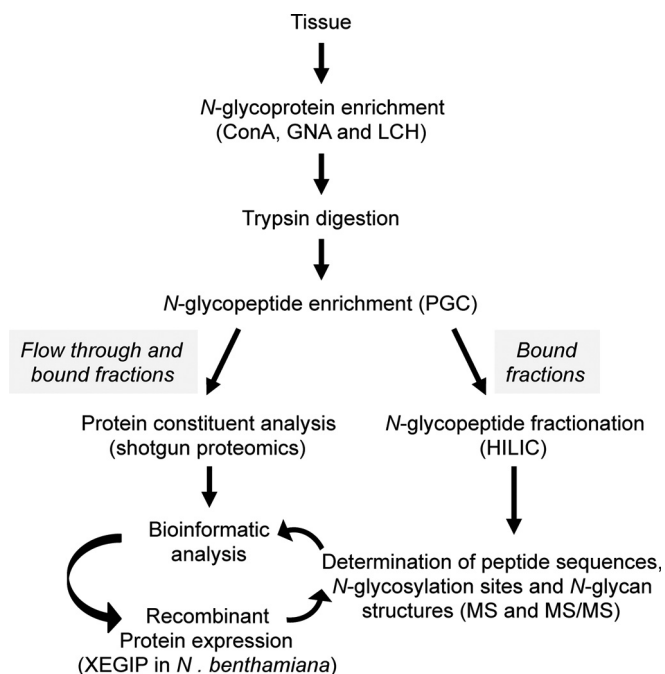 Tissue
N-glycoprotein enrichment
(ConA, GNA and LCH)
Trypsin digestion
N-glycopeptide enrichment (PGC)
Flow through and
bound fractions
Bound
fractions
Protein constituent analysis
(shotgun proteomics)
N-glycopeptide fractionation
(HILIC)
Bioinformatic
analysis
Determination of peptide sequences,
N-glycosylation sites and N-glycan
structures (MS and MS/MS)
Recombinant
Protein expression
(XEGIP in N . benthamiana)